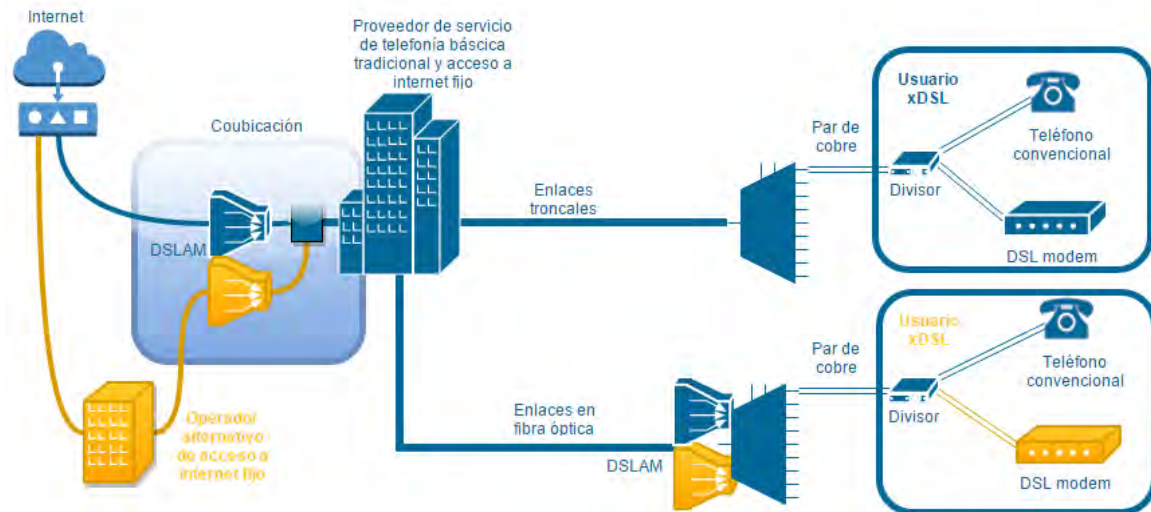 Internet
Proveedor de servicio
de telefonía báscica
tradicional y acceso a
internet fijo
Coubicación
DSLAM
Operador
alternativo
de acceso a
internet fijo
Enlaces
troncales
Par de
cobre
Usuario
xDSL
Divisor
Teléfono
convencional
DSL modem
Enlaces en
fibra óptica
DSLAM
Par de
cobre
Usuario
xDSL
Divisor
Teléfono
convencional
DSL modem